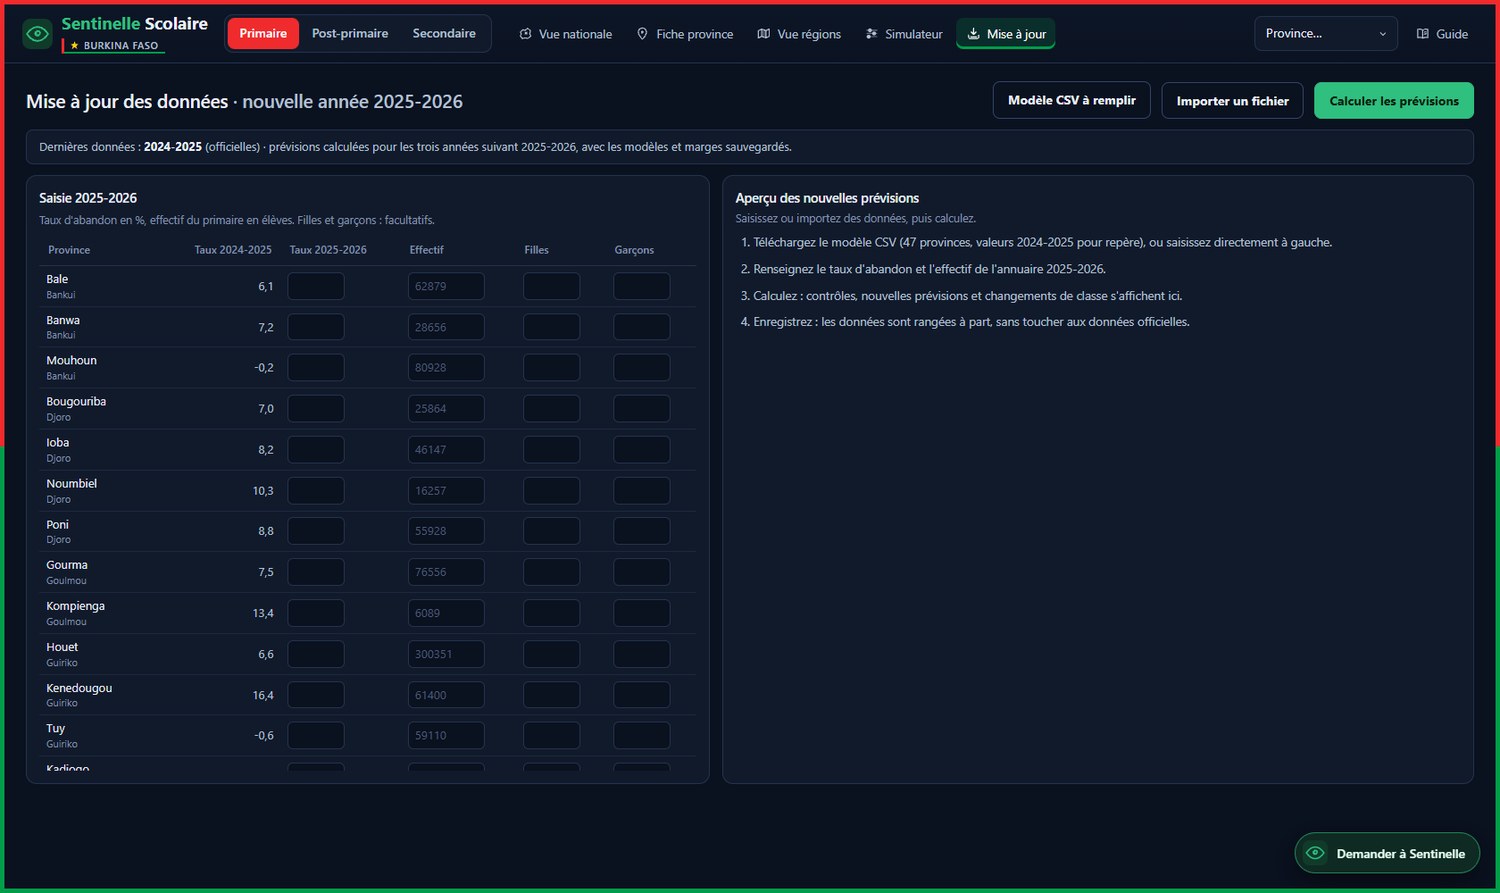 Sentinelle Scolaire
★ BURKINA FASO
Primaire Post-primaire Secondaire
Vue nationale Fiche province Vue régions Simulateur Mise à jour
Province... Guide
Mise à jour des données · nouvelle année 2025-2026
Modèle CSV à remplir Importer un fichier Calculer les prévisions
Dernières données : 2024-2025 (officielles) · prévisions calculées pour les trois années suivant 2025-2026, avec les modèles et marges sauvegardés.
Saisie 2025-2026
Taux d'abandon en %, effectif du primaire en élèves. Filles et garçons : facultatifs.
Province Taux 2024-2025 Taux 2025-2026 Effectif Filles Garçons
Bale 6,1 62879
Bankui
Banwa 7,2 28656
Bankui
Mouhoun -0,2 80928
Bankui
Bougouriba 7,0 25864
Djoro
Ioba 8,2 46147
Djoro
Noumbiel 10,3 16257
Djoro
Poni 8,8 55928
Djoro
Gourma 7,5 76556
Goulmou
Kompienga 13,4 6089
Goulmou
Houet 6,6 300351
Guiriko
Kenedougou 16,4 61400
Guiriko
Tuy -0,6 59110
Guiriko
Kadiogo
Aperçu des nouvelles prévisions
Saisissez ou importez des données, puis calculez.
1. Téléchargez le modèle CSV (47 provinces, valeurs 2024-2025 pour repère), ou saisissez directement à gauche.
2. Renseignez le taux d'abandon et l'effectif de l'annuaire 2025-2026.
3. Calculez : contrôles, nouvelles prévisions et changements de classe s'affichent ici.
4. Enregistrez : les données sont rangées à part, sans toucher aux données officielles.
Demander à Sentinelle